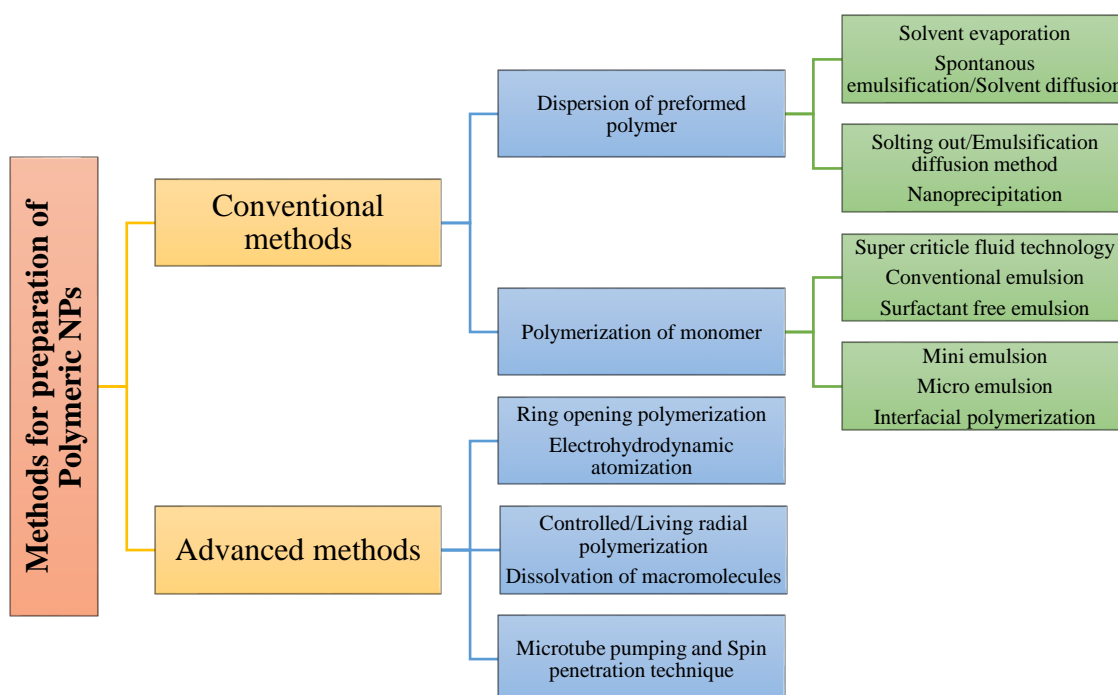 Methods for preparation of
Polymeric NPs
Conventional
methods
Dispersion of preformed
polymer
Solvent evaporation
Spontanous
emulsification/Solvent diffusion
Solting out/Emulsification
diffusion method
Nanoprecipitation
Polymerization of monomer
Super criticle fluid technology
Conventional emulsion
Surfactant free emulsion
Mini emulsion
Micro emulsion
Interfacial polymerization
Advanced methods
Ring opening polymerization
Electrohydrodynamic
atomization
Controlled/Living radial
polymerization
Dissolvation of macromolecules
Microtube pumping and Spin
penetration technique